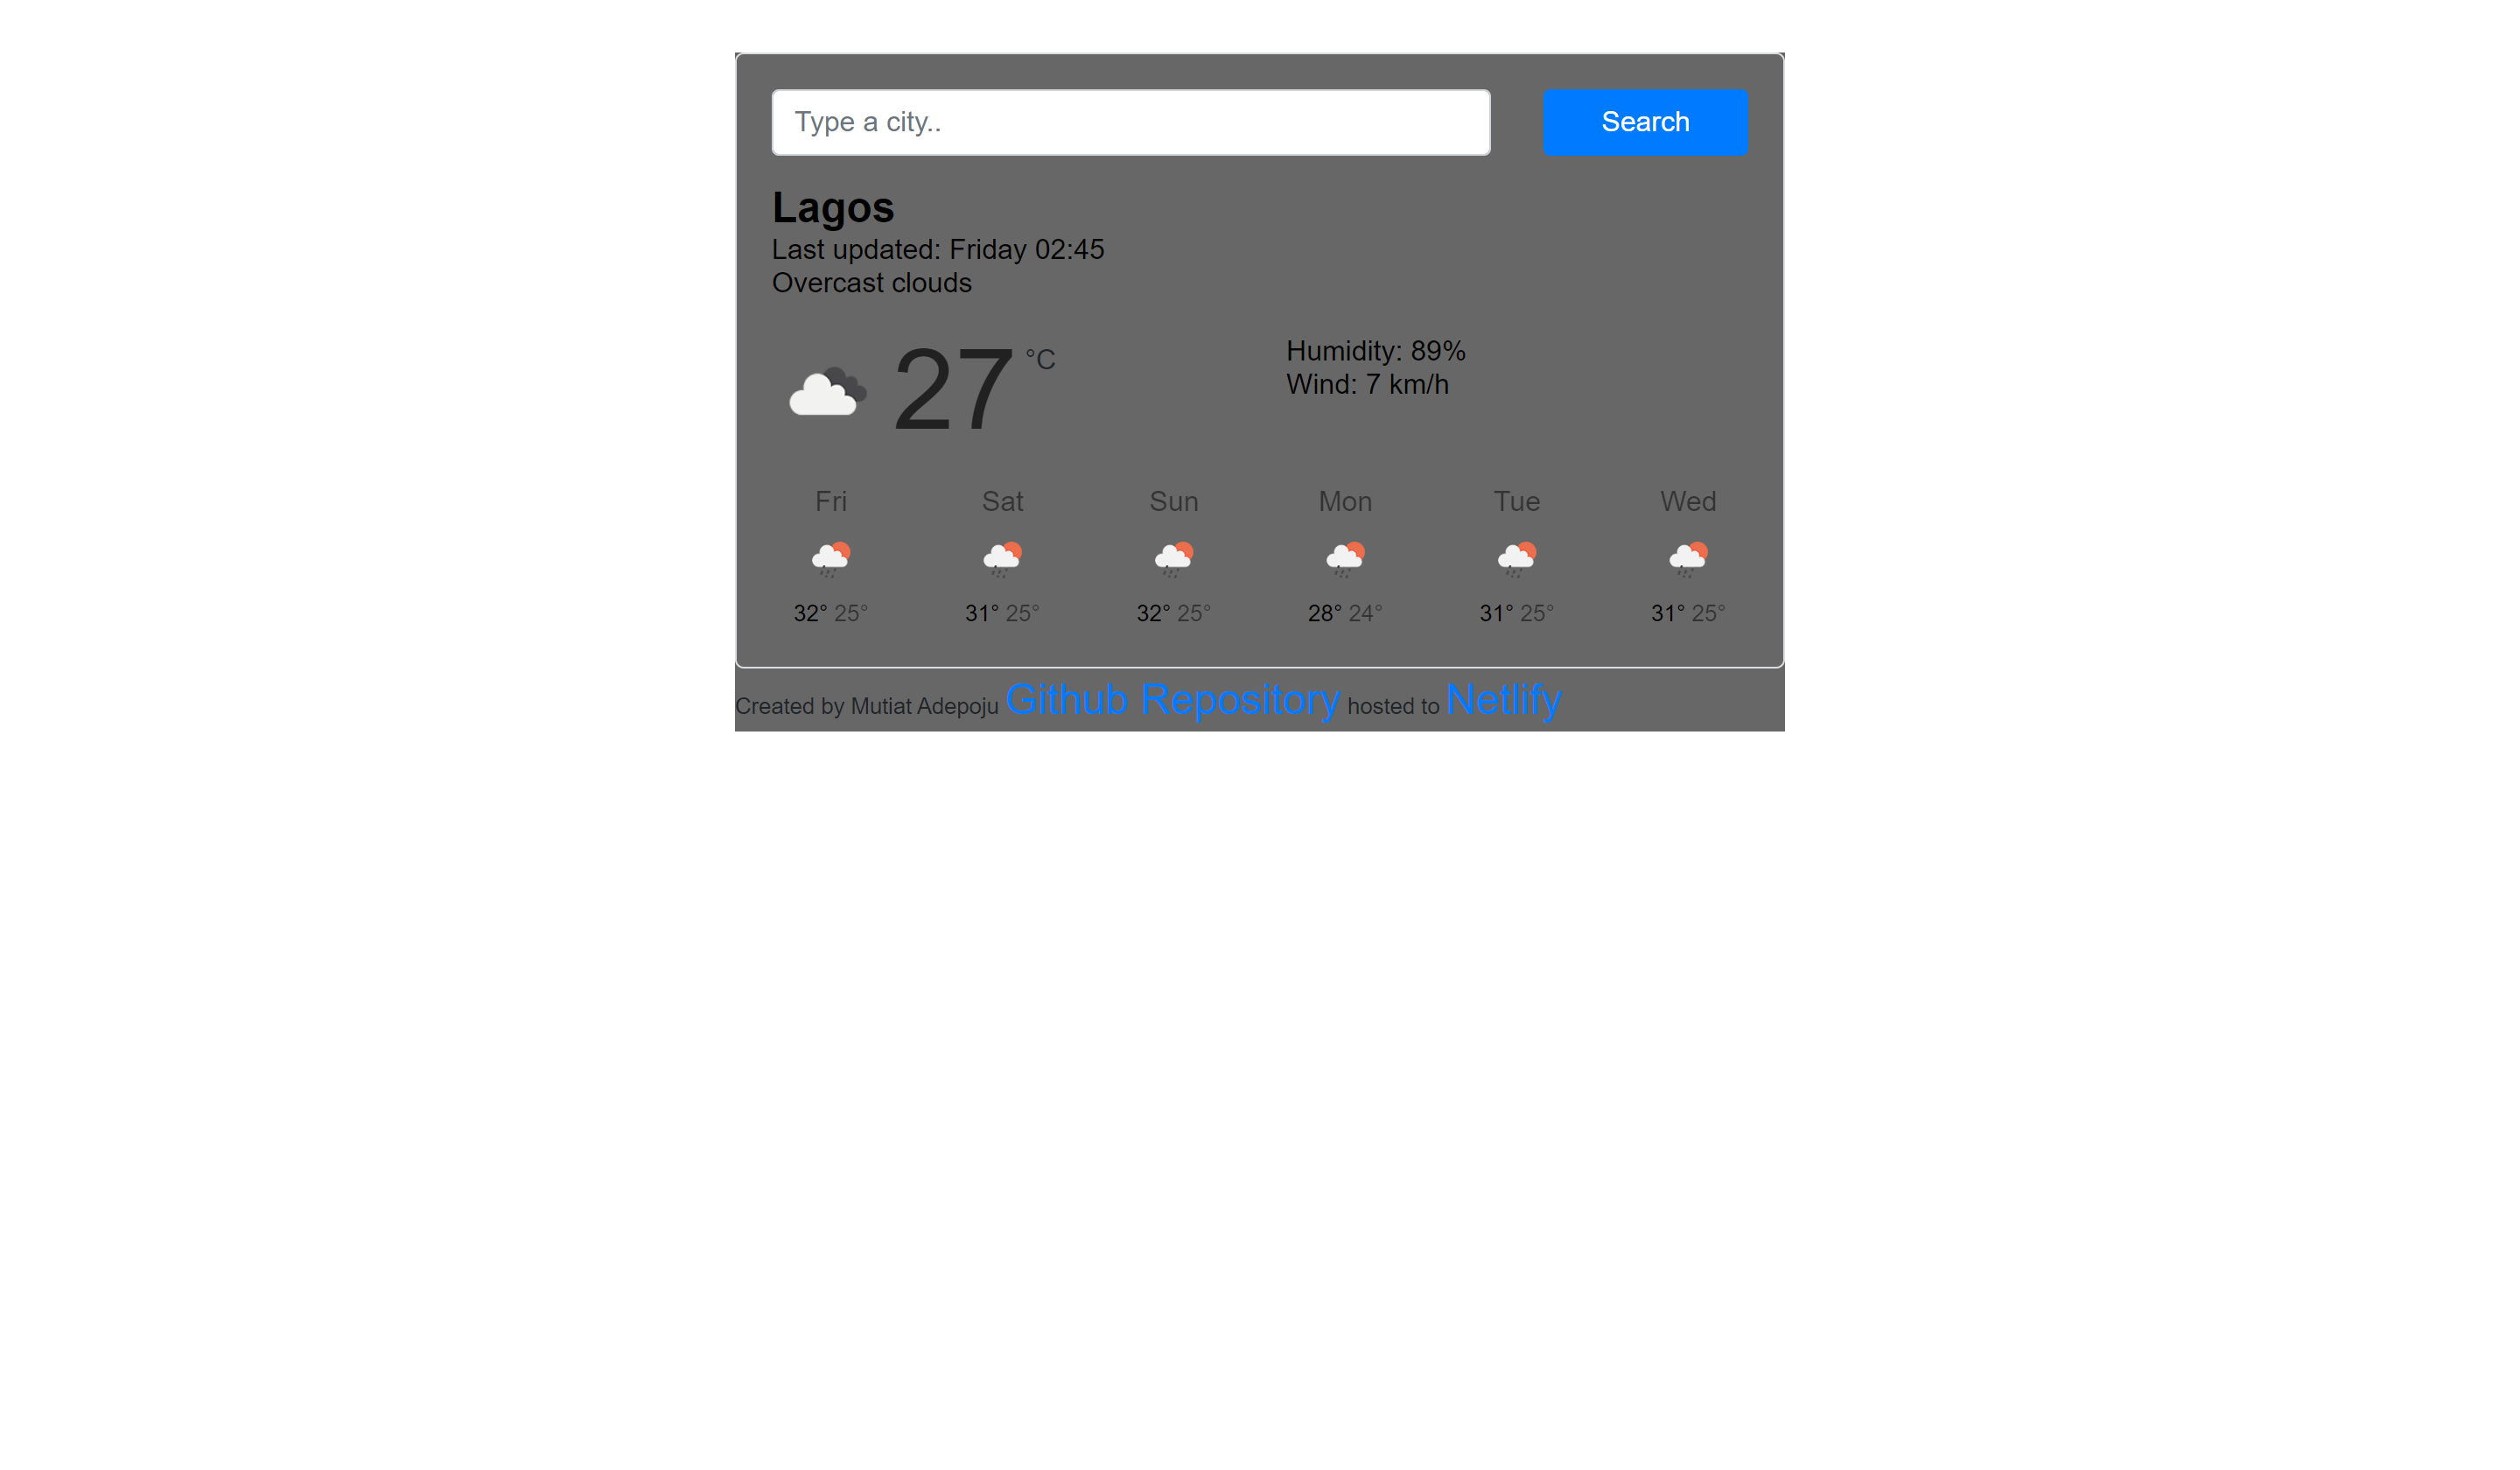 Type a city..
Search
Lagos
Last updated: Friday 02:45
Overcast clouds
27 °C
Humidity: 89%
Wind: 7 km/h
Fri Sat Sun Mon Tue Wed
32° 25° 31° 25° 32° 25° 28° 24° 31° 25° 31° 25°
Created by Mutiat Adepoju Github Repository hosted to Netlify